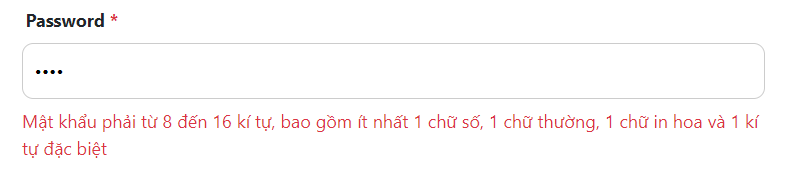 Password *
••••
Mật khẩu phải từ 8 đến 16 kí tự, bao gồm ít nhất 1 chữ số, 1 chữ thường, 1 chữ in hoa và 1 kí
tự đặc biệt